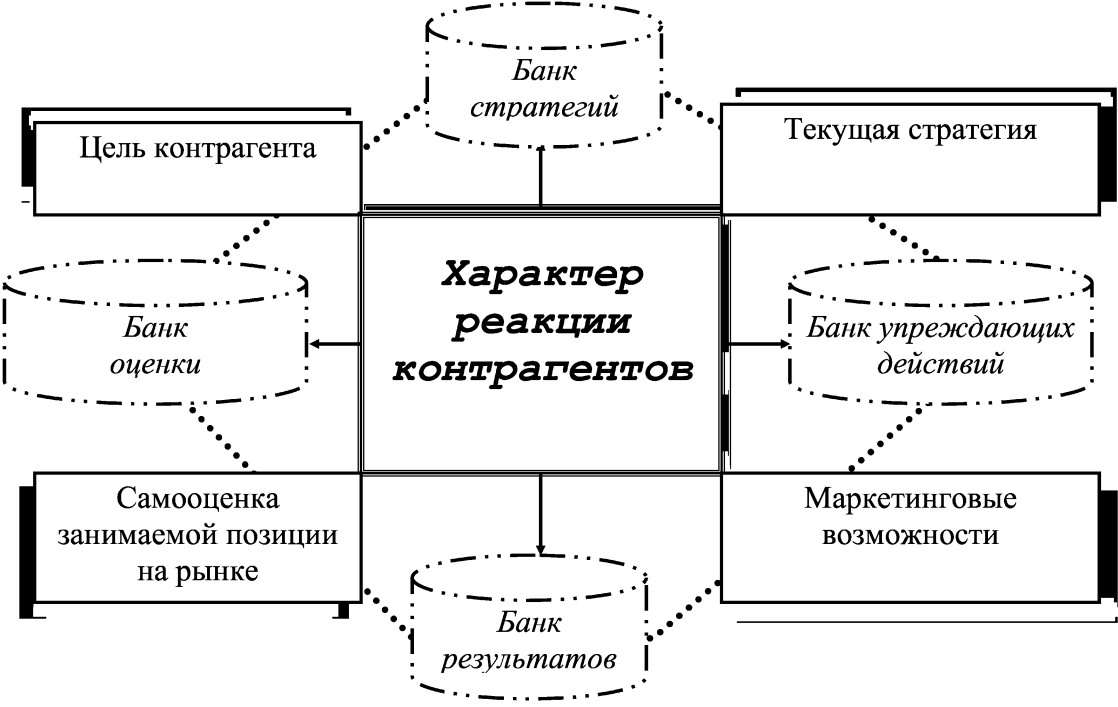 Банк
стратегий
Цель контрагента
Текущая стратегия
Характер
реакции
контрагентов
Банк
оценки
Банк упреждающих
действий
Самооценка
занимаемой позиции
на рынке
Маркетинговые
возможности
Банк
результатов